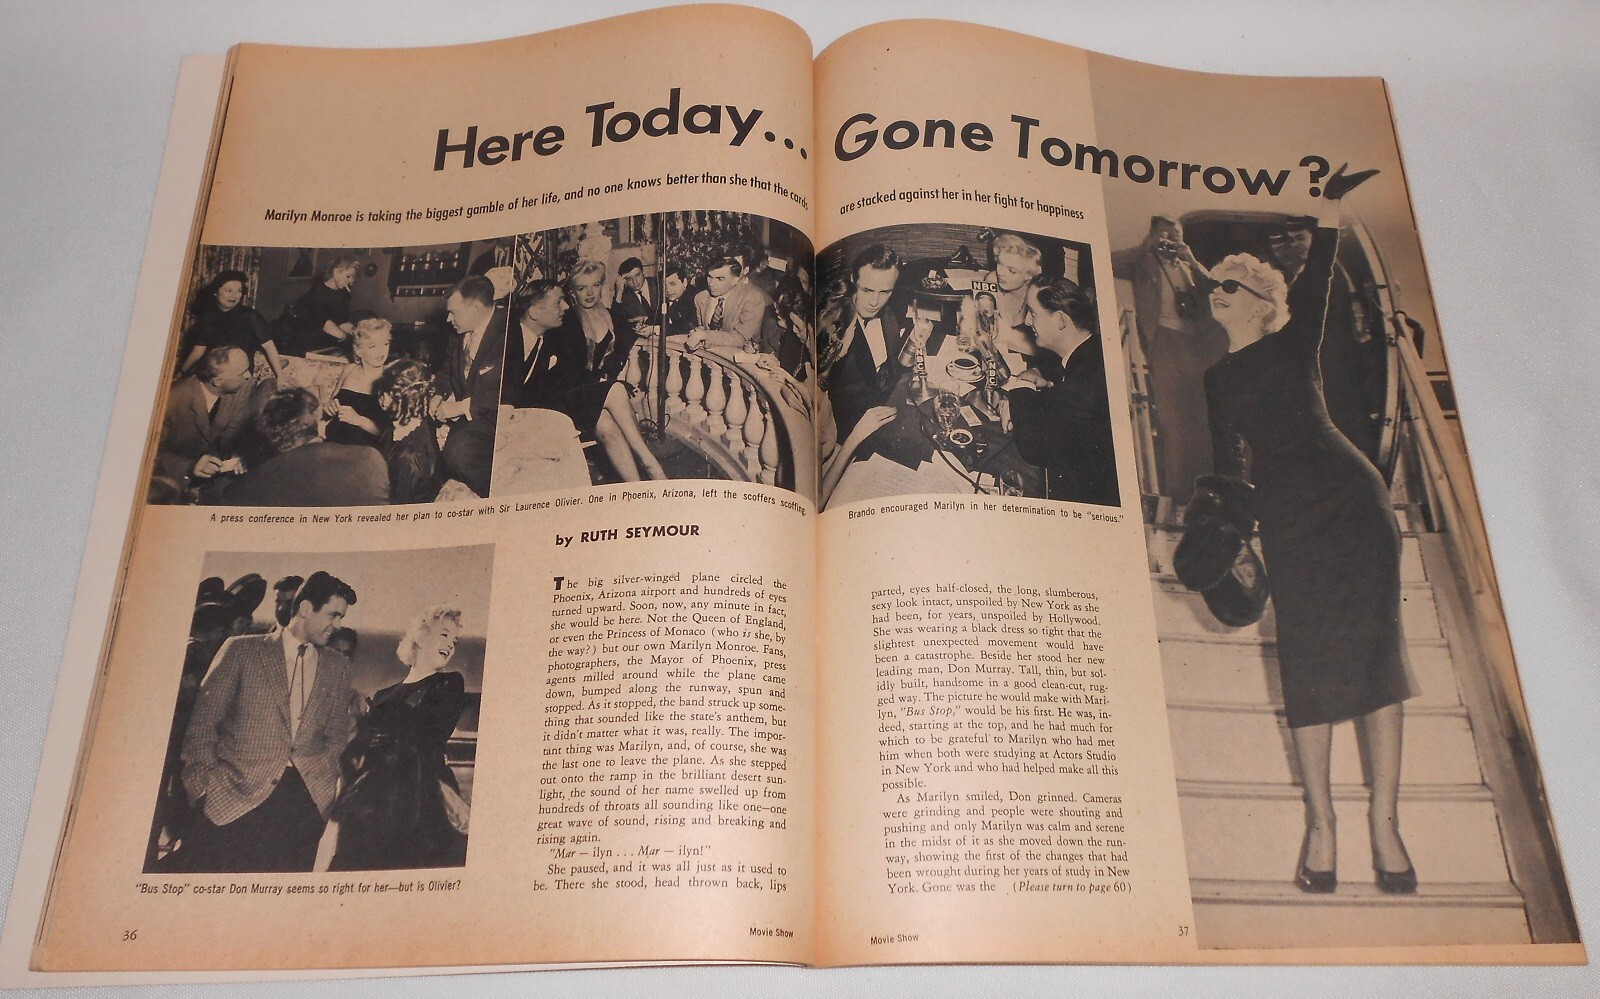 Here Today... Gone Tomorrow?
Marilyn Monroe is taking the biggest gamble of her life, and no one knows better than she that the cards are stacked against her in her fight for happiness
NBC
NBC
NBC
A press conference in New York revealed her plan to co-star with Sir Laurence Olivier. One in Phoenix, Arizona, left the scoffers scoffing.
Brando encouraged Marilyn in her determination to be "serious."
by RUTH SEYMOUR
"Bus Stop" co-star Don Murray seems so right for her—but is Olivier?
The big silver-winged plane circled the
Phoenix, Arizona airport and hundreds of eyes
turned upward. Soon, now, any minute in fact,
she would be here. Not the Queen of England,
or even the Princess of Monaco (who is she, by
the way?) but our own Marilyn Monroe. Fans,
photographers, the Mayor of Phoenix, press
agents milled around while the plane came
down, bumped along the runway, spun and
stopped. As it stopped, the band struck up some-
thing that sounded like the state's anthem, but
it didn't matter what it was, really. The impor-
tant thing was Marilyn, and, of course, she was
the last one to leave the plane. As she stepped
out onto the ramp in the brilliant desert sun-
light, the sound of her name swelled up from
hundreds of throats all sounding like one—one
great wave of sound, rising and breaking and
rising again.
"Mar — ilyn . . . Mar — ilyn!"
She paused, and it was all just as it used to
be. There she stood, head thrown back, lips
parted, eyes half-closed, the long, slumberous,
sexy look intact, unspoiled by New York as she
had been, for years, unspoiled by Hollywood.
She was wearing a black dress so tight that the
slightest unexpected movement would have
been a catastrophe. Beside her stood her new
leading man, Don Murray. Tall, thin, but sol-
idly built, handsome in a good clean-cut, rug-
ged way. The picture he would make with Mari-
lyn, "Bus Stop," would be his first. He was, in-
deed, starting at the top, and he had much for
which to be grateful to Marilyn who had met
him when both were studying at Actors Studio
in New York and who had helped make all this
possible.
As Marilyn smiled, Don grinned. Cameras
were grinding and people were shouting and
pushing and only Marilyn was calm and serene
in the midst of it as she moved down the run-
way, showing the first of the changes that had
been wrought during her years of study in New
York. Gone was the (Please turn to page 60)
36
Movie Show
Movie Show
37